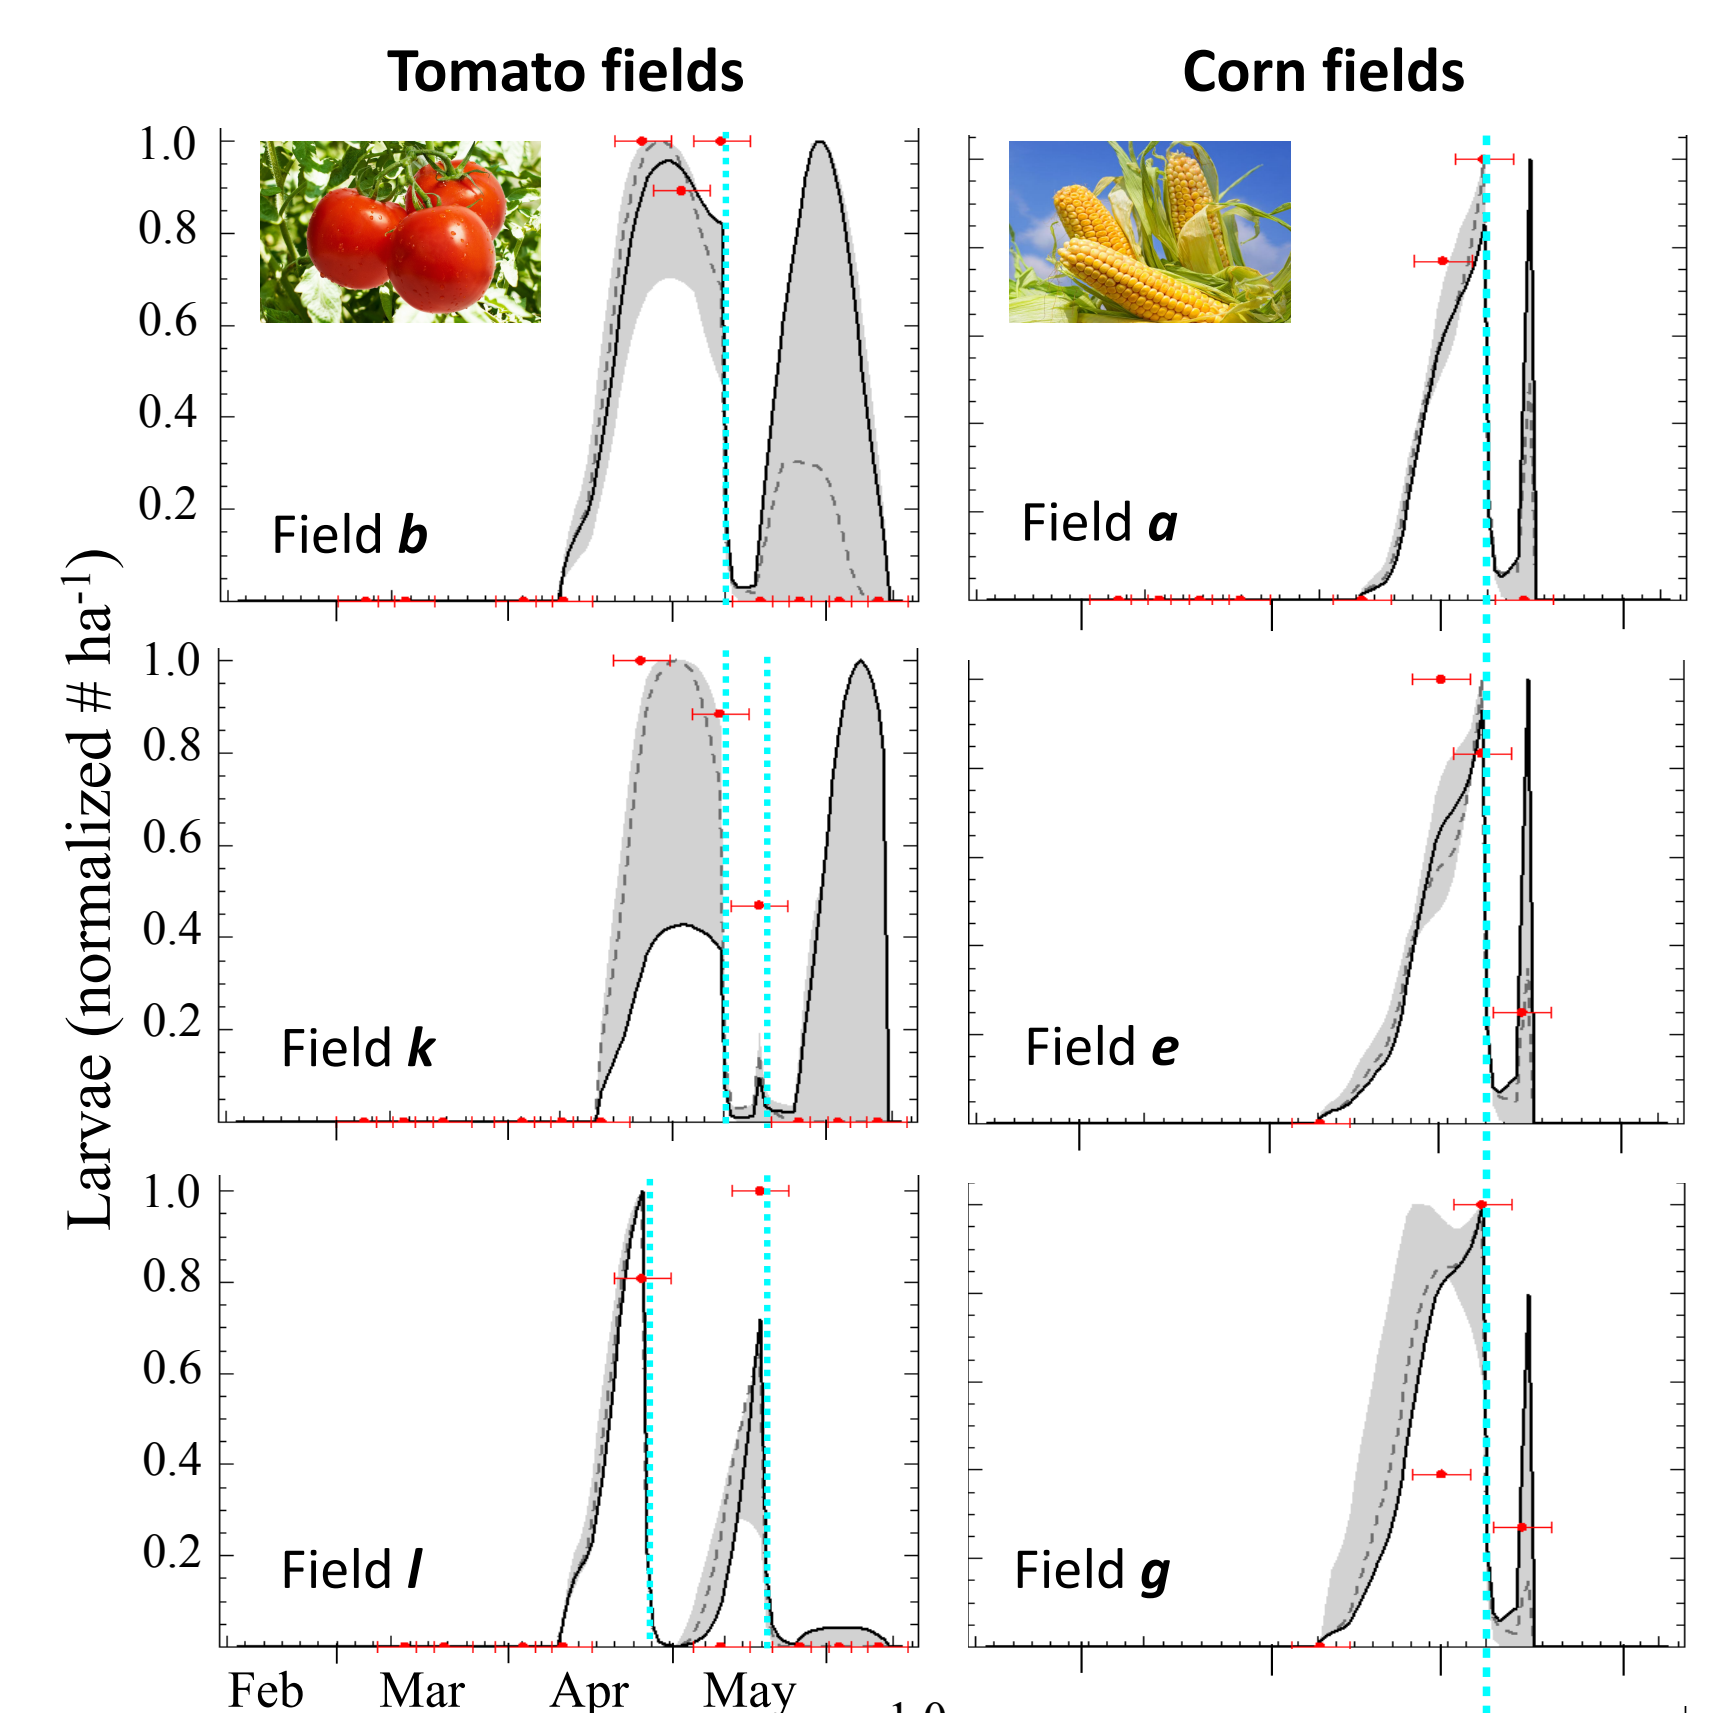 Tomato fields
Corn fields
1.0
0.8
0.6
0.4
0.2
Field b
Field a
Larvae (normalized # ha-1)
1.0
0.8
0.6
0.4
0.2
Field k
Field e
1.0
0.8
0.6
0.4
0.2
Field l
Field g
Feb Mar Apr May